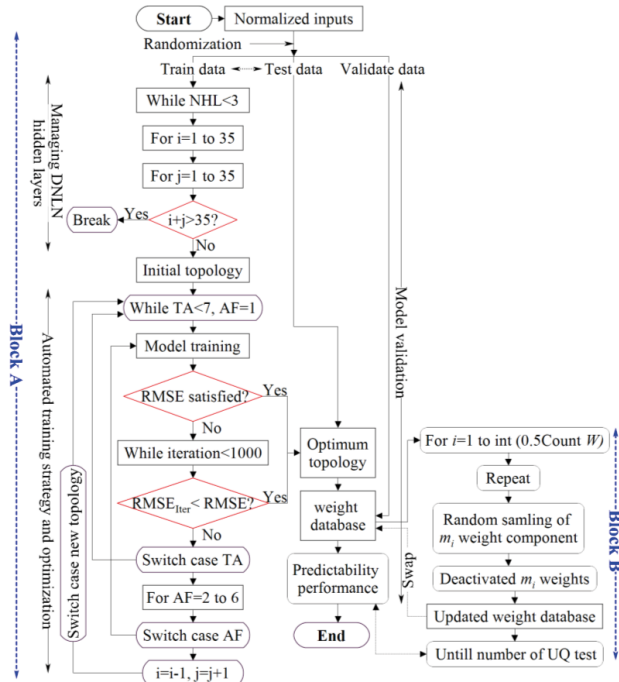 Start
Normalized inputs
Randomization
Train data
Test data
Validate data
While NHL<3
For i=1 to 35
For j=1 to 35
i+j>35?
Yes
Break
No
Initial topology
While TA<7, AF=1
Model training
RMSE satisfied?
Yes
No
While iteration<1000
RMSE_Iter< RMSE?
Yes
No
Switch case TA
For AF=2 to 6
Switch case AF
i=i-1, j=j+1
Switch case new topology
Managing DNLN
hidden layers
Automated training strategy and optimization
Block A
Optimum
topology
weight
database
Predictability
performance
End
Model validation
Swap
For i=1 to int (0.5Count W)
Repeat
Random samling of
m_i weight component
Deactivated m_i weights
Updated weight database
Untill number of UQ test
Block B